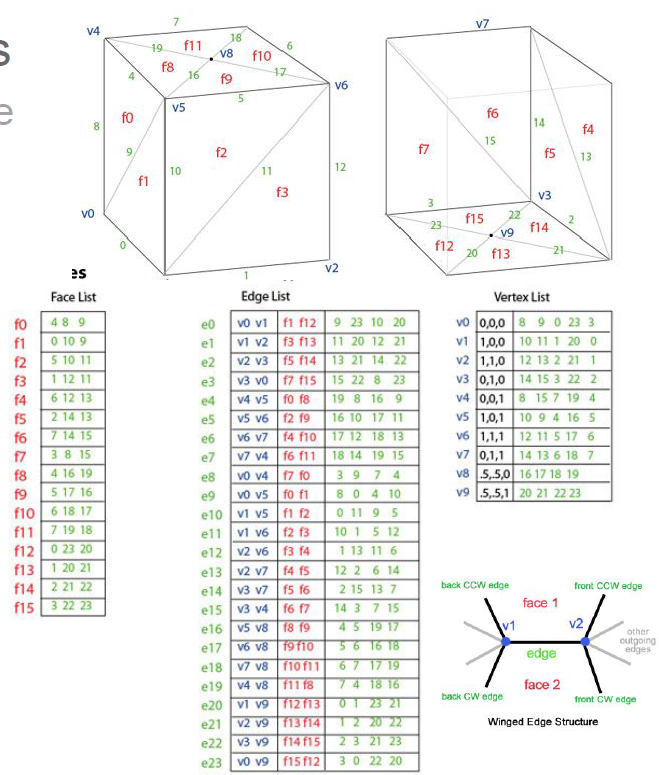 s
e
v4
7
19
f11
18
v8
f10
6
f8
16
f9
17
4
v6
v5
5
8
f0
9
10
f2
11
12
f1
f3
v0
0
1
v2
v7
f6
15
14
f4
f7
f5
13
3
v3
23
f15
22
f14
2
v9
f12
20
f13
21
es
Face List
f0 4 8 9
f1 0 10 9
f2 5 10 11
f3 1 12 11
f4 6 12 13
f5 2 14 13
f6 7 14 15
f7 3 8 15
f8 4 16 19
f9 5 17 16
f10 6 18 17
f11 7 19 18
f12 0 23 20
f13 1 20 21
f14 2 21 22
f15 3 22 23
Edge List
e0 v0 v1 f1 f12 9 23 10 20
e1 v1 v2 f3 f13 11 20 12 21
e2 v2 v3 f5 f14 13 21 14 22
e3 v3 v0 f7 f15 15 22 8 23
e4 v4 v5 f0 f8 19 8 16 9
e5 v5 v6 f2 f9 16 10 17 11
e6 v6 v7 f4 f10 17 12 18 13
e7 v7 v4 f6 f11 18 14 19 15
e8 v0 v4 f7 f0 3 9 7 4
e9 v0 v5 f0 f1 8 0 4 10
e10 v1 v5 f1 f2 0 11 9 5
e11 v1 v6 f2 f3 10 1 5 12
e12 v2 v6 f3 f4 1 13 11 6
e13 v2 v7 f4 f5 12 2 6 14
e14 v3 v7 f5 f6 2 15 13 7
e15 v3 v4 f6 f7 14 3 7 15
e16 v5 v8 f8 f9 4 5 19 17
e17 v6 v8 f9 f10 5 6 16 18
e18 v7 v8 f10 f11 6 7 17 19
e19 v4 v8 f11 f8 7 4 18 16
e20 v1 v9 f12 f13 0 1 23 21
e21 v2 v9 f13 f14 1 2 20 22
e22 v3 v9 f14 f15 2 3 21 23
e23 v0 v9 f15 f12 3 0 22 20
Vertex List
v0 0,0,0 8 9 0 23 3
v1 1,0,0 10 11 1 20 0
v2 1,1,0 12 13 2 21 1
v3 0,1,0 14 15 3 22 2
v4 0,0,1 8 15 7 19 4
v5 1,0,1 10 9 4 16 5
v6 1,1,1 12 11 5 17 6
v7 0,1,1 14 13 6 18 7
v8 .5,.5,0 16 17 18 19
v9 .5,.5,1 20 21 22 23
back CCW edge
front CCW edge
face 1
v1
v2
edge
other
outgoing
edges
face 2
back CW edge
front CW edge
Winged Edge Structure